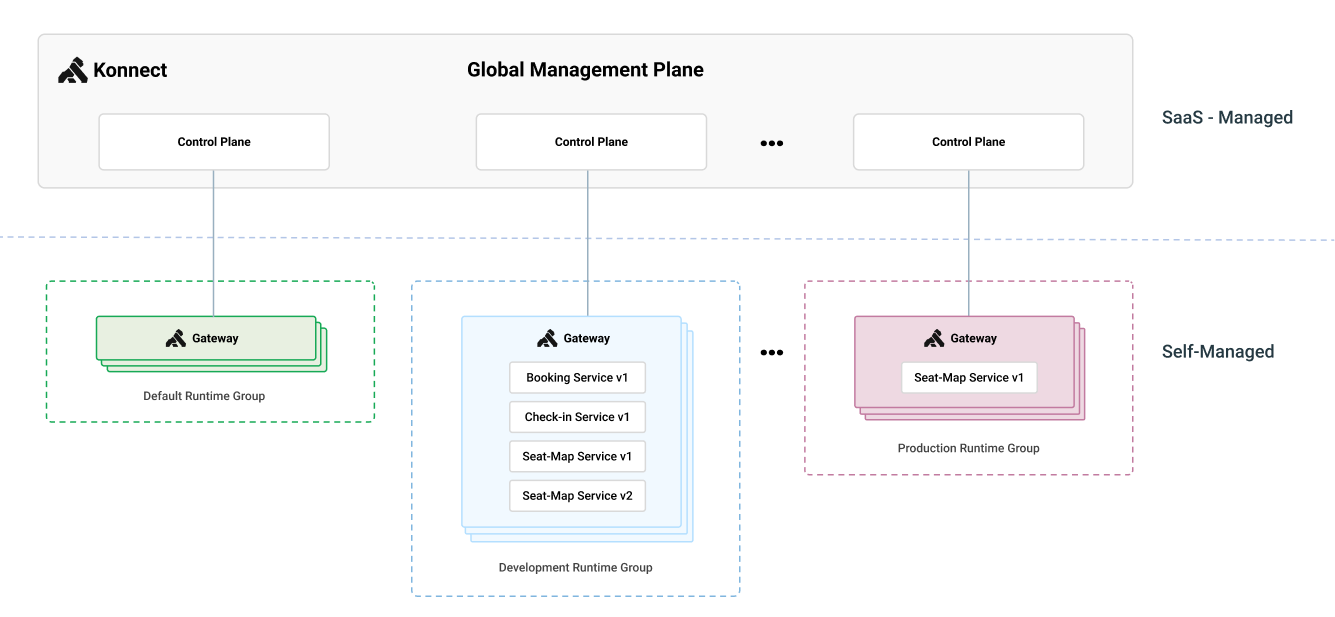 Konnect
Global Management Plane
Control Plane
Control Plane
•••
Control Plane
SaaS - Managed
Gateway
Default Runtime Group
Gateway
Booking Service v1
Check-in Service v1
Seat-Map Service v1
Seat-Map Service v2
Development Runtime Group
•••
Gateway
Seat-Map Service v1
Production Runtime Group
Self-Managed